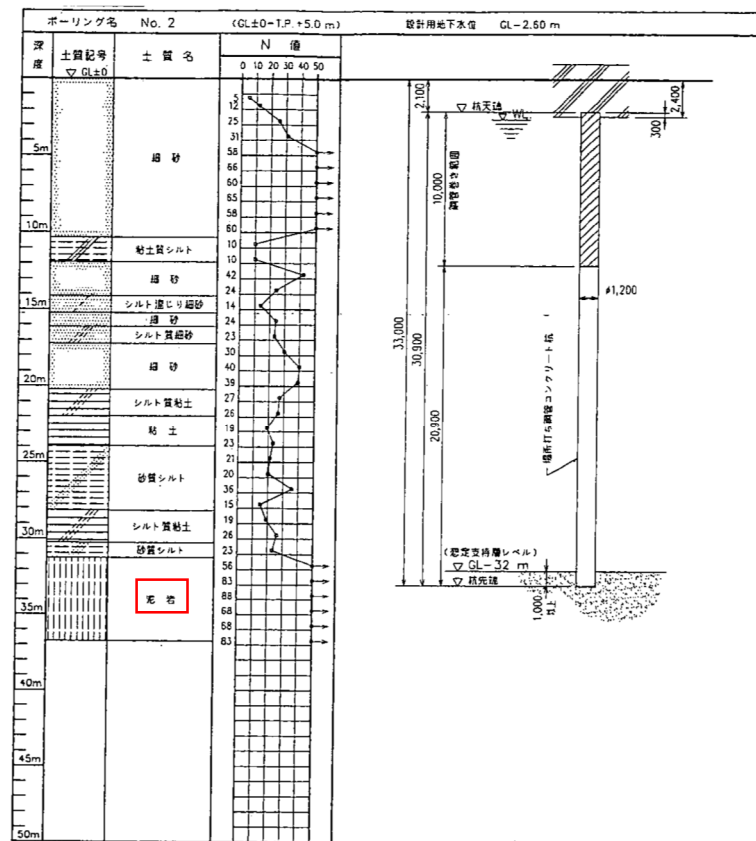 ボーリング名 No. 2 (GL±0=T.P.+5.0 m) 設計用地下水位 GL-2.60 m
深度 土質記号 土質名 N 値
▽ GL±0
0 10 20 30 40 50
5
12
25
31
5m
58
66
細砂
60
65
58
10m
60
粘土質シルト
10
10
細砂
42
24
15m
シルト混じり細砂
14
細砂
24
シルト質細砂
21
30
細砂
40
20m
39
シルト質粘土
27
26
粘土
19
23
25m
21
砂質シルト
20
36
15
シルト質粘土
19
30m
26
砂質シルト
23
56
83
泥岩
88
35m
68
68
83
40m
45m
50m
2,100
▽ 杭天端
▽ WL
2,400
300
10,000
鋼管巻き範囲
φ1,200
33,000
30,900
20,900
場所打ち鋼管コンクリート杭
(想定支持層レベル)
▽ GL-32 m
▽ 杭先端
1,000
以上